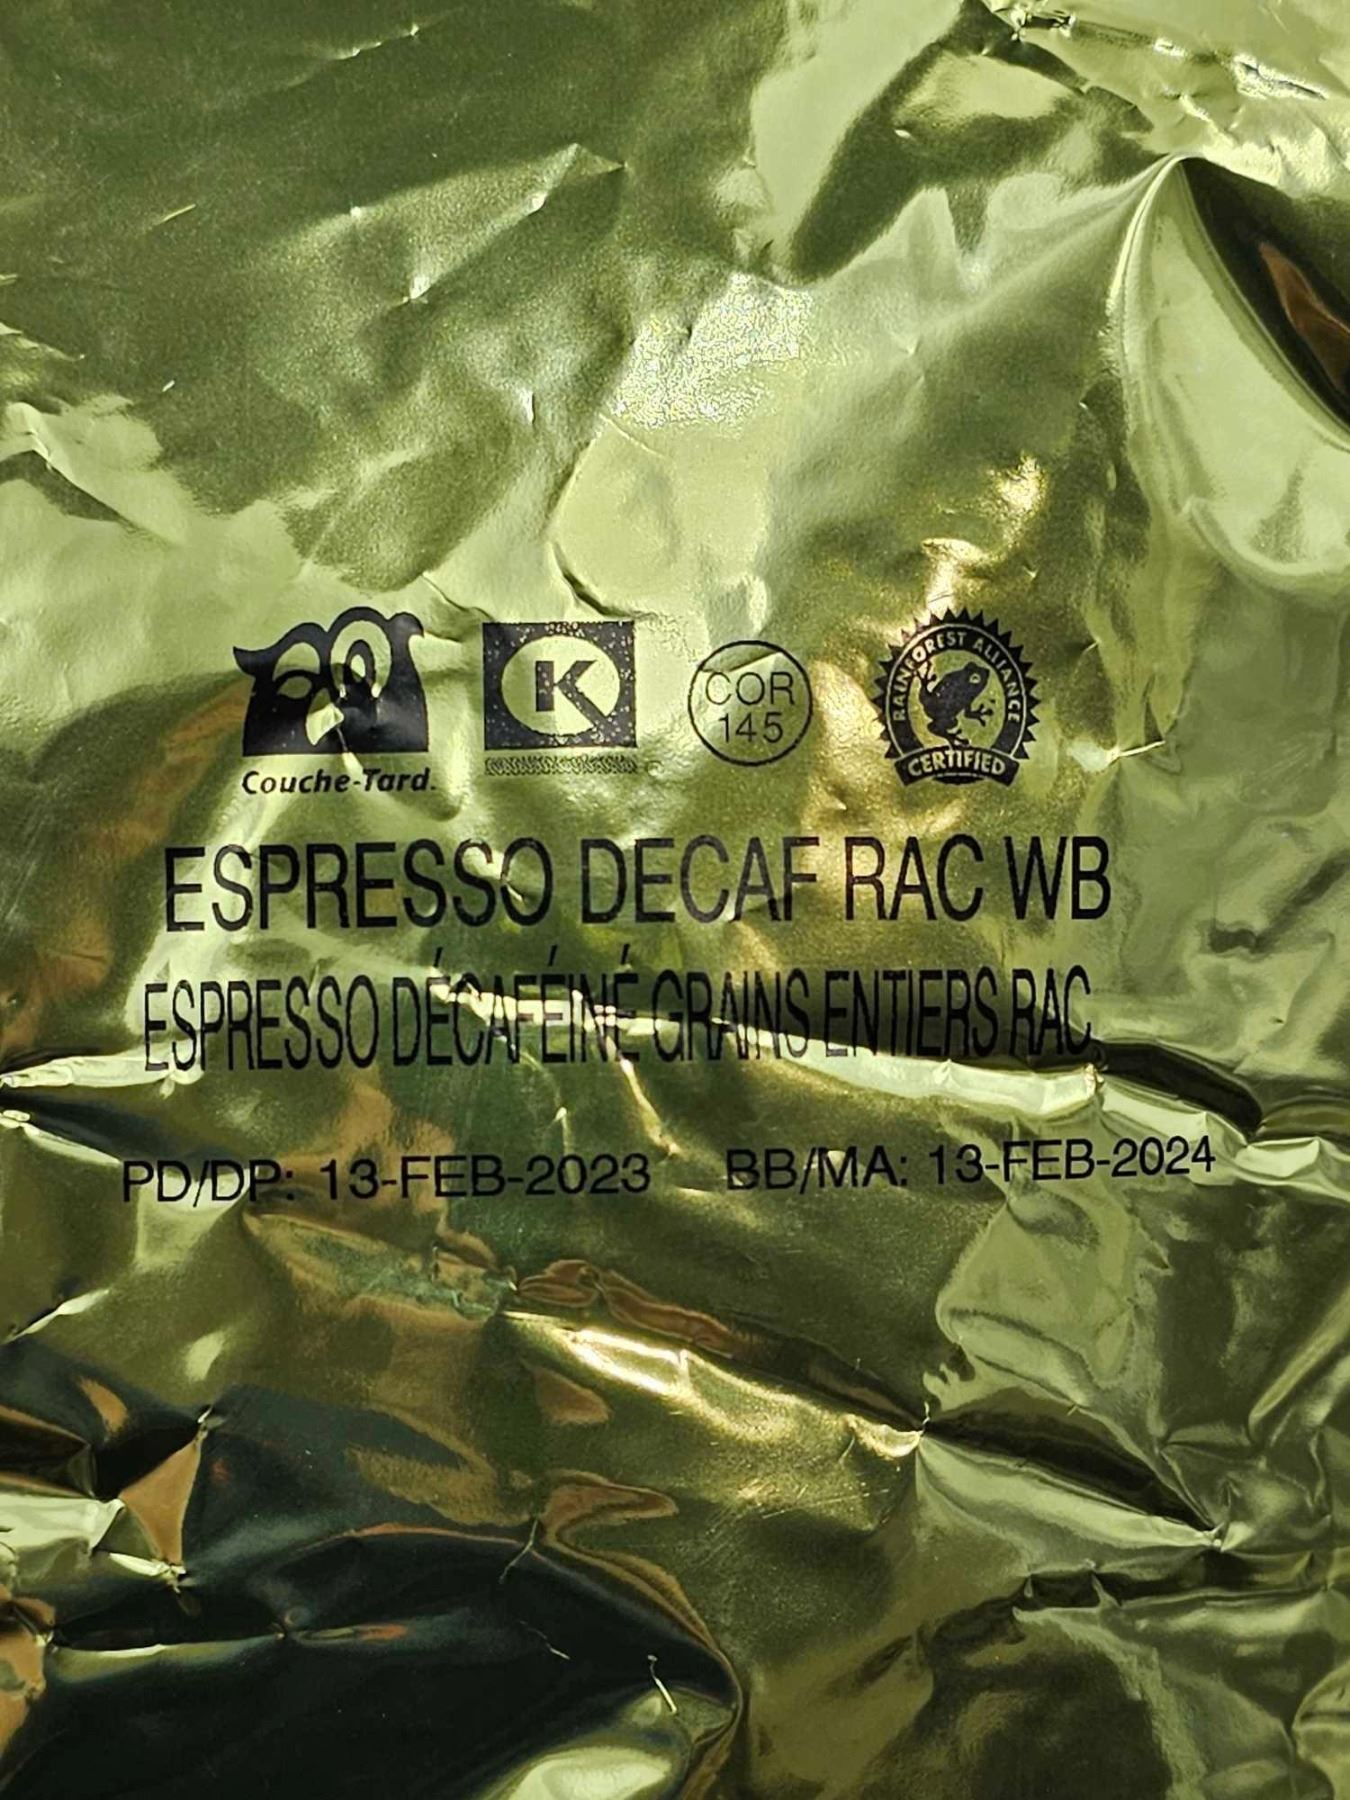 Couche-Tard.
K
COR
145
RAINFOREST ALLIANCE
CERTIFIED
ESPRESSO DECAF RAC WB
ESPRESSO DÉCAFÉINÉ GRAINS ENTIERS RAC
PD/DP: 13-FEB-2023 BB/MA: 13-FEB-2024